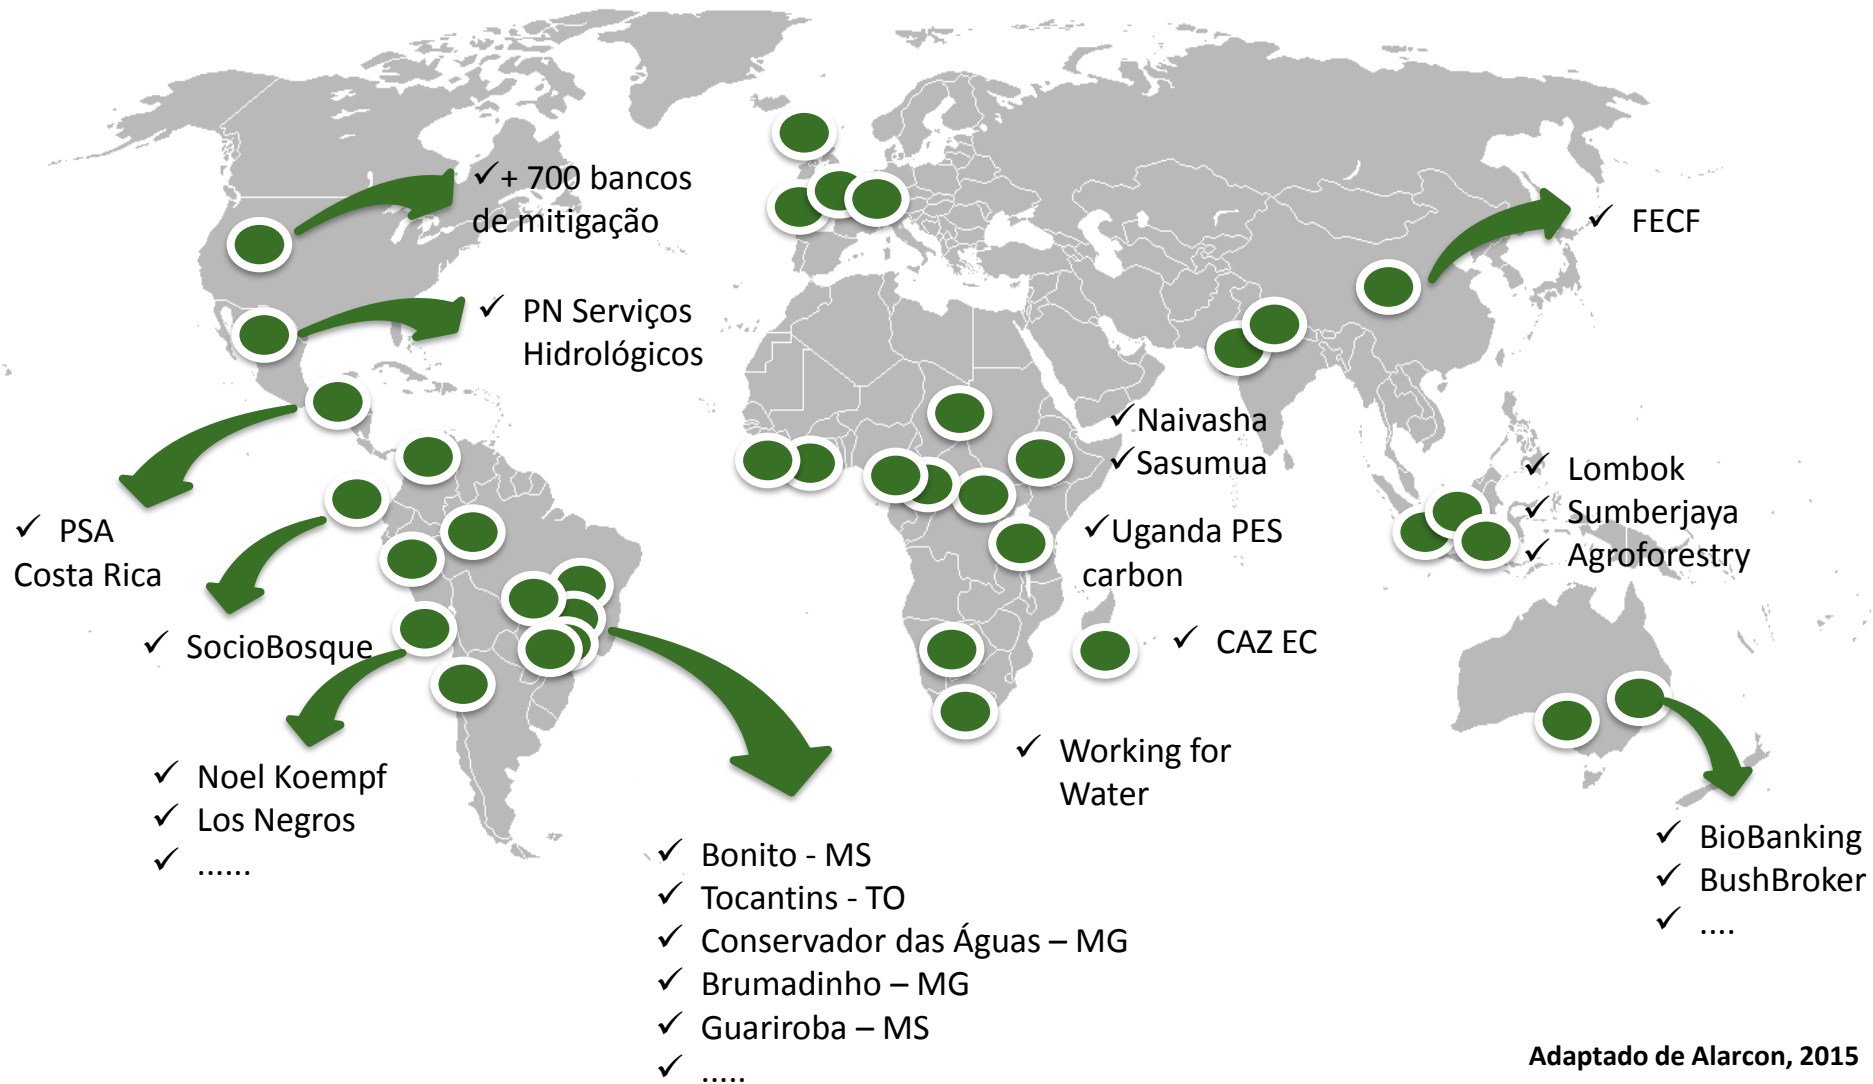 ✓+ 700 bancos
de mitigação
✓ FECF
✓ PN Serviços
Hidrológicos
✓Naivasha
✓Sasumua
✓ Lombok
✓ Sumberjaya
✓ Agroforestry
✓ PSA
Costa Rica
✓Uganda PES
carbon
✓ SocioBosque
✓ CAZ EC
✓ Noel Koempf
✓ Los Negros
✓ ......
✓ Working for
Water
✓ Bonito - MS
✓ Tocantins - TO
✓ Conservador das Águas – MG
✓ Brumadinho – MG
✓ Guariroba – MS
✓ .....
✓ BioBanking
✓ BushBroker
✓ ....
Adaptado de Alarcon, 2015